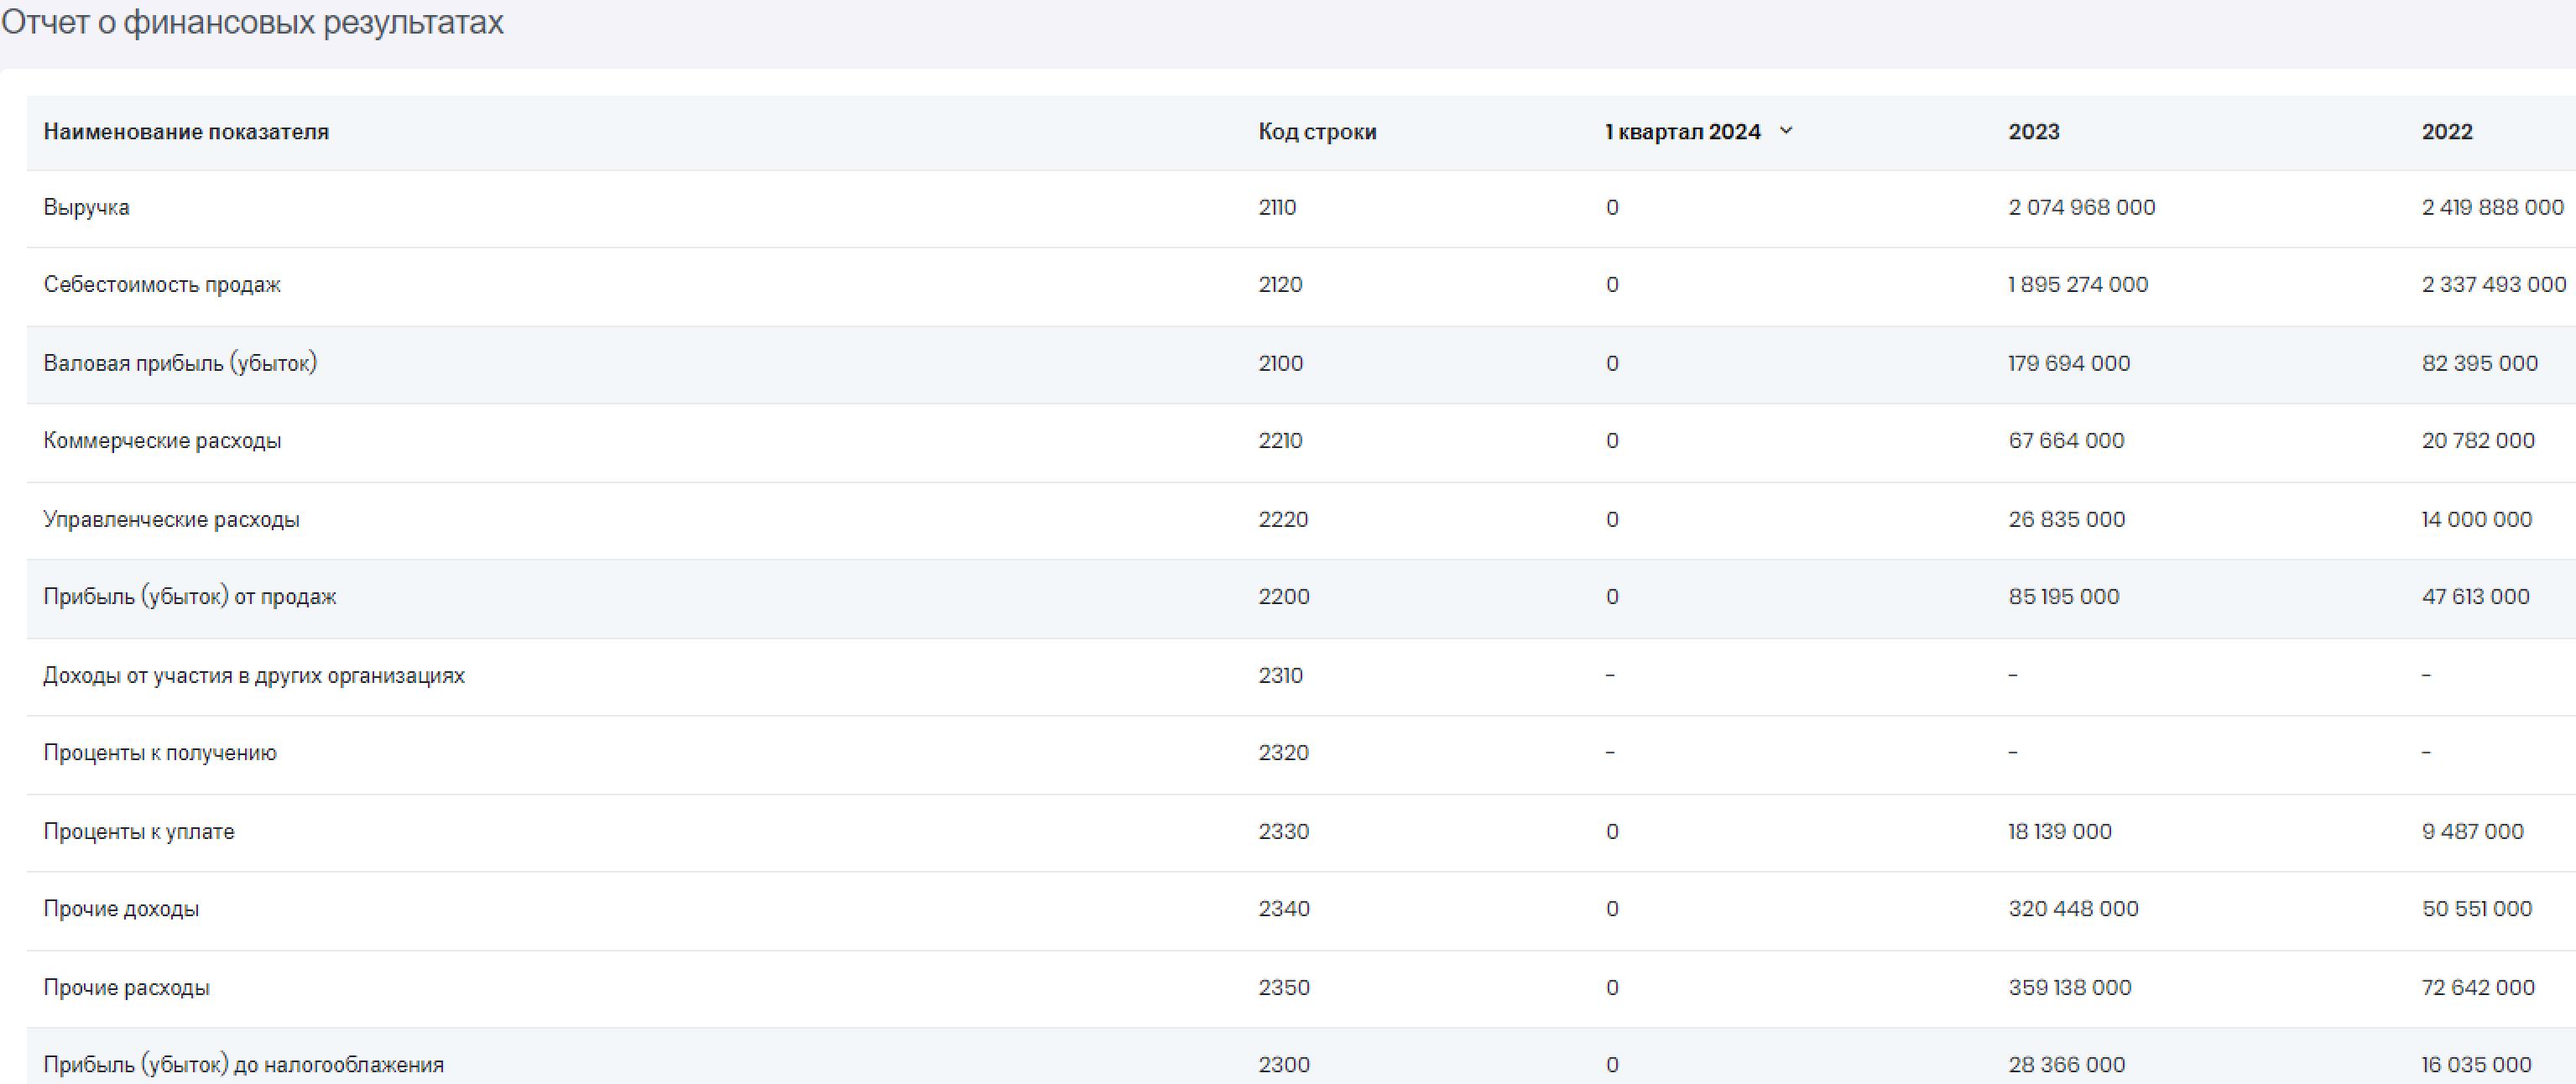 Отчет о финансовых результатах
Наименование показателя Код строки 1 квартал 2024 2023 2022
Выручка 2110 0 2 074 968 000 2 419 888 000
Себестоимость продаж 2120 0 1 895 274 000 2 337 493 000
Валовая прибыль (убыток) 2100 0 179 694 000 82 395 000
Коммерческие расходы 2210 0 67 664 000 20 782 000
Управленческие расходы 2220 0 26 835 000 14 000 000
Прибыль (убыток) от продаж 2200 0 85 195 000 47 613 000
Доходы от участия в других организациях 2310 - - -
Проценты к получению 2320 - - -
Проценты к уплате 2330 0 18 139 000 9 487 000
Прочие доходы 2340 0 320 448 000 50 551 000
Прочие расходы 2350 0 359 138 000 72 642 000
Прибыль (убыток) до налогооблажения 2300 0 28 366 000 16 035 000